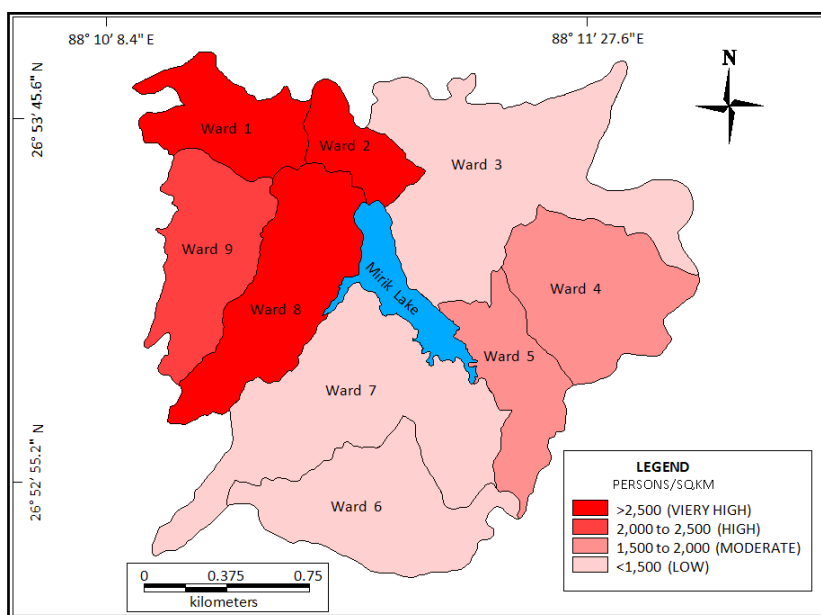 88° 10' 8.4" E
88° 11' 27.6" E
26° 53' 45.6" N
26° 52' 55.2" N
N
Ward 1
Ward 2
Ward 3
Ward 9
Mirik Lake
Ward 4
Ward 8
Ward 5
Ward 7
Ward 6
LEGEND
PERSONS/SQ.KM
>2,500 (VIERY HIGH)
2,000 to 2,500 (HIGH)
1,500 to 2,000 (MODERATE)
<1,500 (LOW)
0 0.375 0.75
kilometers